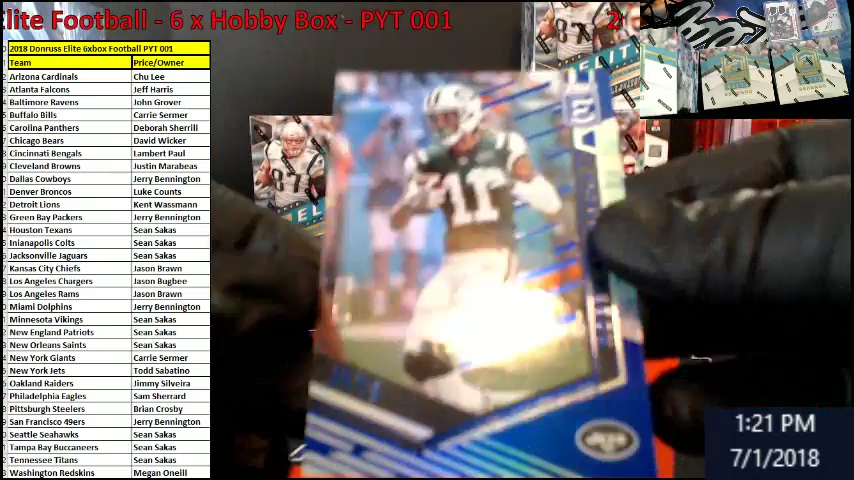 lite Football - 6 x Hobby Box - PYT 001
2018 Donruss Elite 6xbox Football PYT 001
Team Price/Owner
Arizona Cardinals Chu Lee
Atlanta Falcons Jeff Harris
Baltimore Ravens John Grover
Buffalo Bills Carrie Sermer
Carolina Panthers Deborah Sherrill
Chicago Bears David Wicker
Cincinnati Bengals Lambert Paul
Cleveland Browns Justin Marabeas
Dallas Cowboys Jerry Bennington
Denver Broncos Luke Counts
Detroit Lions Kent Wassmann
Green Bay Packers Jerry Bennington
Houston Texans Sean Sakas
Inianapolis Colts Sean Sakas
Jacksonville Jaguars Sean Sakas
Kansas City Chiefs Jason Brawn
Los Angeles Chargers Jason Bugbee
Los Angeles Rams Jason Brawn
Miami Dolphins Jerry Bennington
Minnesota Vikings Sean Sakas
New England Patriots Sean Sakas
New Orleans Saints Sean Sakas
New York Giants Carrie Sermer
New York Jets Todd Sabatino
Oakland Raiders Jimmy Silveira
Philadelphia Eagles Sam Sherrard
Pittsburgh Steelers Brian Crosby
San Francisco 49ers Jerry Bennington
Seattle Seahawks Sean Sakas
Tampa Bay Buccaneers Sean Sakas
Tennessee Titans Sean Sakas
Washington Redskins Megan Oneill
87
87
11
JETS
1:21 PM
7/1/2018